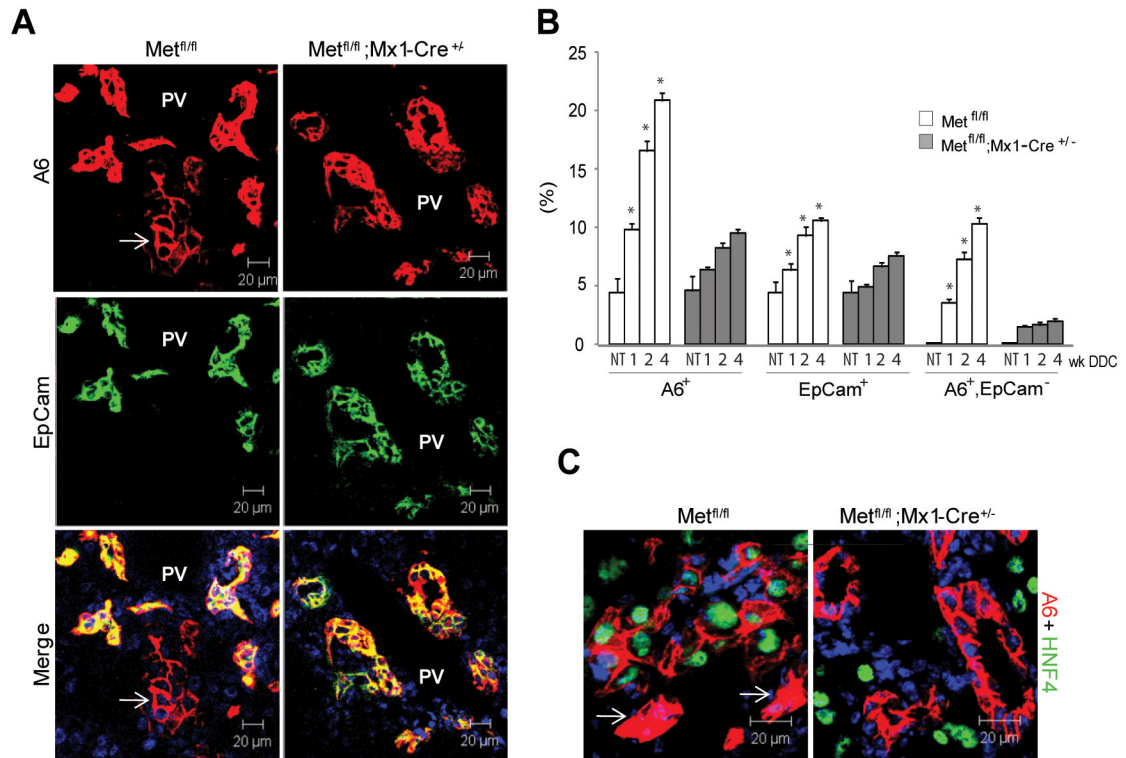 A
Met fl/fl
Met fl/fl ;Mx1-Cre +/-
A6
PV
PV
20 µm
20 µm
EpCam
PV
PV
20 µm
20 µm
Merge
PV
PV
20 µm
20 µm
B
(%)
25
20
15
10
5
0
* * * * * * * * *
Met fl/fl
Met fl/fl;Mx1-Cre +/-
NT 1 2 4 NT 1 2 4 NT 1 2 4 NT 1 2 4 NT 1 2 4 NT 1 2 4 wk DDC
A6+ EpCam+ A6+,EpCam-
C
Met fl/fl
Met fl/fl ;Mx1-Cre+/-
20 µm
20 µm
A6+ HNF4